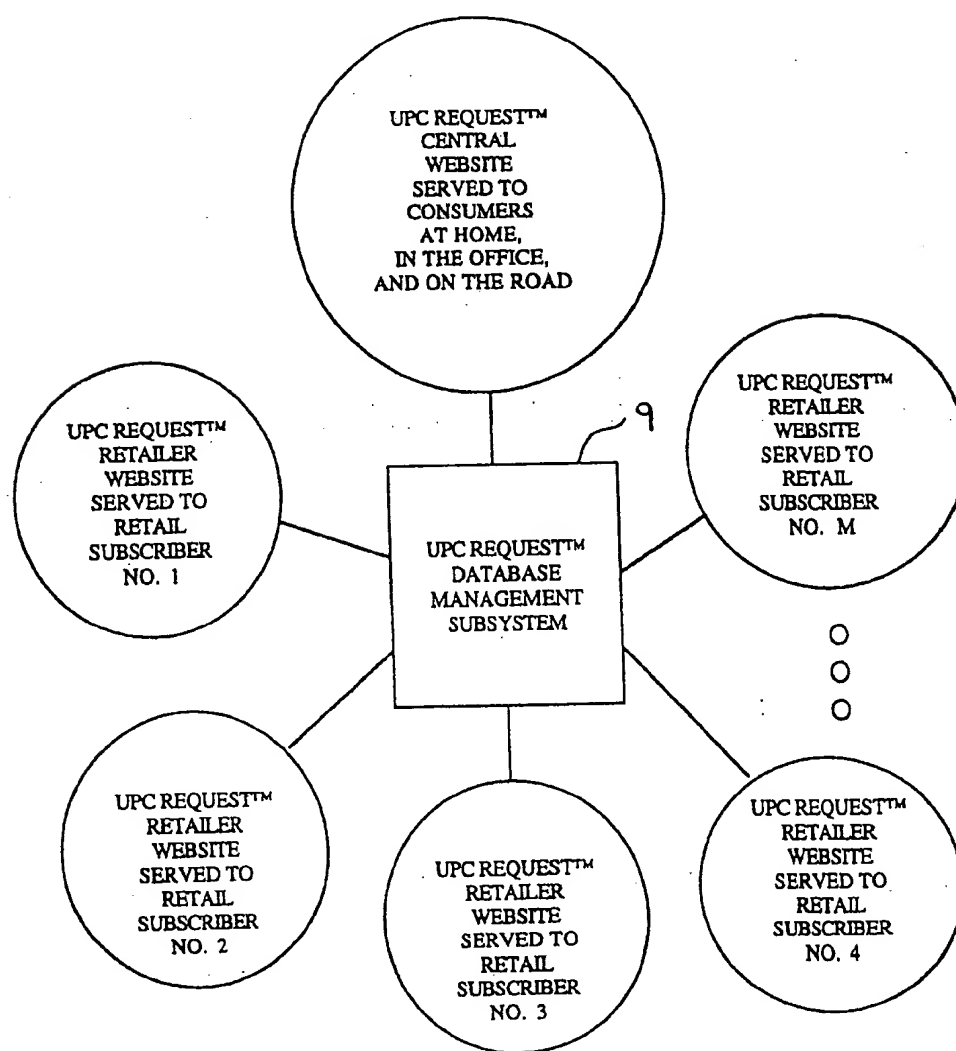 UPC REQUEST™
CENTRAL
WEBSITE
SERVED TO
CONSUMERS
AT HOME,
IN THE OFFICE,
AND ON THE ROAD
UPC REQUEST™
RETAILER
WEBSITE
SERVED TO
RETAIL
SUBSCRIBER
NO. 1
9
UPC REQUEST™
DATABASE
MANAGEMENT
SUBSYSTEM
UPC REQUEST™
RETAILER
WEBSITE
SERVED TO
RETAIL
SUBSCRIBER
NO. M
UPC REQUEST™
RETAILER
WEBSITE
SERVED TO
RETAIL
SUBSCRIBER
NO. 2
UPC REQUEST™
RETAILER
WEBSITE
SERVED TO
RETAIL
SUBSCRIBER
NO. 3
UPC REQUEST™
RETAILER
WEBSITE
SERVED TO
RETAIL
SUBSCRIBER
NO. 4